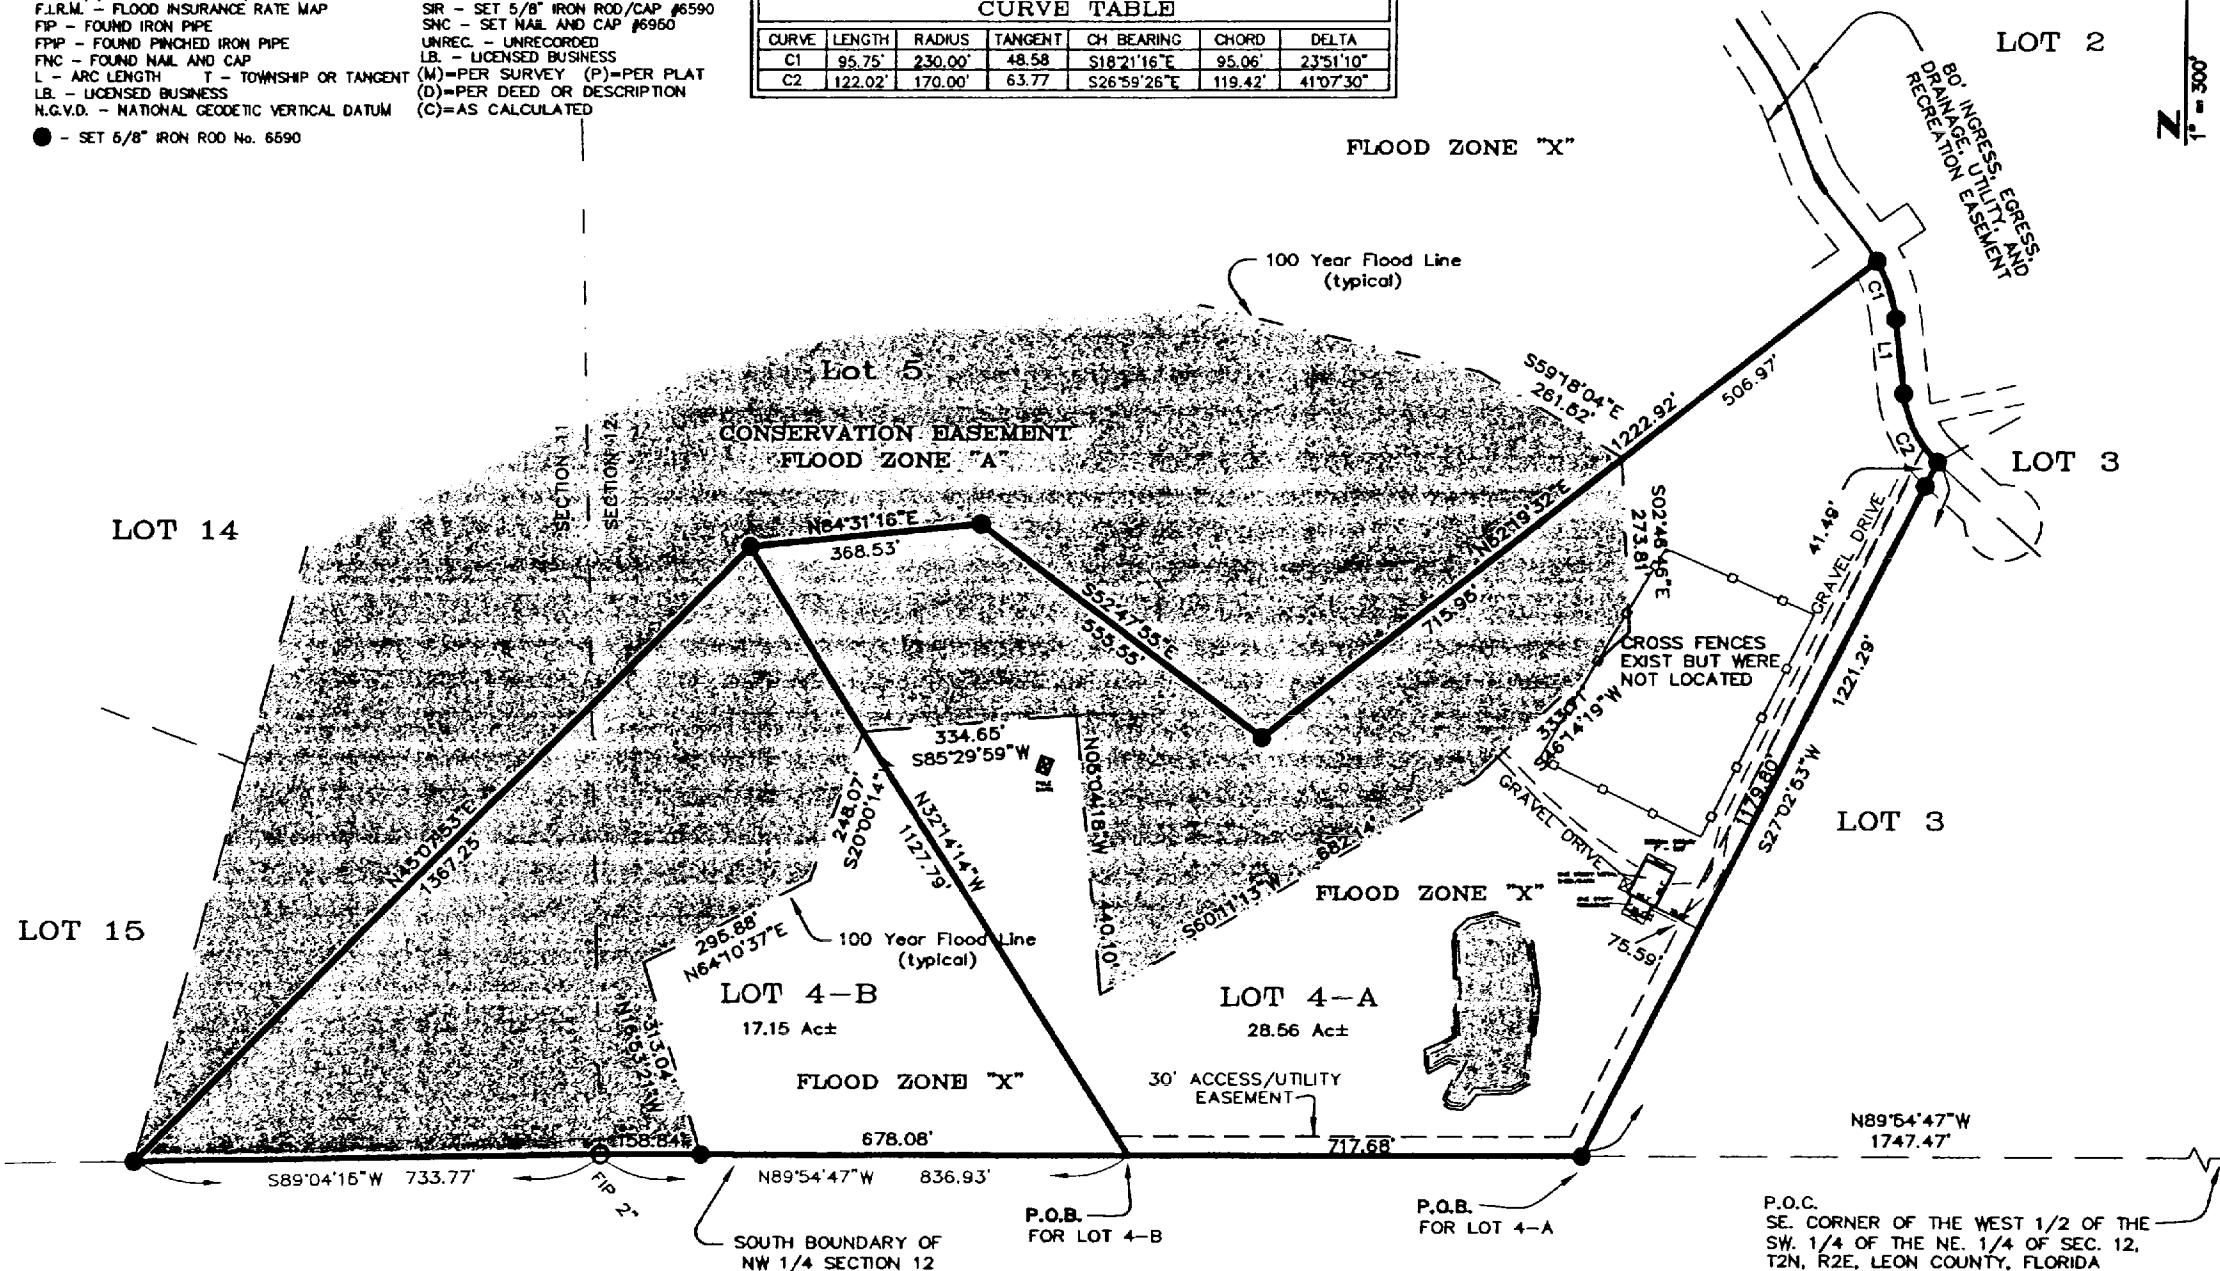 F.I.R.M. - FLOOD INSURANCE RATE MAP
FIP - FOUND IRON PIPE
FPIP - FOUND PINCHED IRON PIPE
FNC - FOUND NAIL AND CAP
L - ARC LENGTH T - TOWNSHIP OR TANGENT
LB. - LICENSED BUSINESS
N.G.V.D. - NATIONAL GEODETIC VERTICAL DATUM
- SET 5/8" IRON ROD No. 6590
SIR - SET 5/8" IRON ROD/CAP #6590
SNC - SET NAIL AND CAP #6950
UNREC. - UNRECORDED
LB. - LICENSED BUSINESS
(M)=PER SURVEY (P)=PER PLAT
(D)=PER DEED OR DESCRIPTION
(C)=AS CALCULATED
CURVE TABLE
CURVE LENGTH RADIUS TANGENT CH BEARING CHORD DELTA
C1 95.75' 230.00' 48.58 S18°21'16"E 95.06' 23°51'10"
C2 122.02' 170.00' 63.77 S26°59'26"E 119.42' 41°07'30"
LOT 2
N
1" = 300'
80' INGRESS, EGRESS,
DRAINAGE, UTILITY, AND
RECREATION EASEMENT
FLOOD ZONE "X"
100 Year Flood Line
(typical)
C1
L1
C2
Lot 5
CONSERVATION EASEMENT
FLOOD ZONE "A"
SECTION 11
SECTION 12
S59°18'04"E
261.52'
1222.92'
506.97'
LOT 3
LOT 14
N84°31'16"E
368.53'
S52°47'55"E
555.55'
N52°19'32"E
715.95'
S02°46'46"E
273.81
41.49'
GRAVEL DRIVE
CROSS FENCES
EXIST BUT WERE
NOT LOCATED
1221.29'
S27°02'53"W
1179.80'
S46°14'19"W
GRAVEL DRIVE
LOT 3
334.65'
S85°29'59"W
N06°04'18"W
440.10'
248.07'
S20°00'14"
N32°14'14"W
1127.79'
N45°07'53"E
1367.25'
682.14'
S60°11'13"W
FLOOD ZONE "X"
75.59'
LOT 15
295.88'
N64°10'37"E
100 Year Flood Line
(typical)
LOT 4-B
17.15 Ac±
LOT 4-A
28.56 Ac±
313.04'
N16°53'21"W
FLOOD ZONE "X"
30' ACCESS/UTILITY
EASEMENT
158.84'
678.08'
717.68'
N89°54'47"W
1747.47'
S89°04'15"W 733.77'
FIP 2"
N89°54'47"W 836.93'
P.O.B.
FOR LOT 4-B
P.O.B.
FOR LOT 4-A
SOUTH BOUNDARY OF
NW 1/4 SECTION 12
P.O.C.
SE. CORNER OF THE WEST 1/2 OF THE
SW. 1/4 OF THE NE. 1/4 OF SEC. 12,
T2N, R2E, LEON COUNTY, FLORIDA